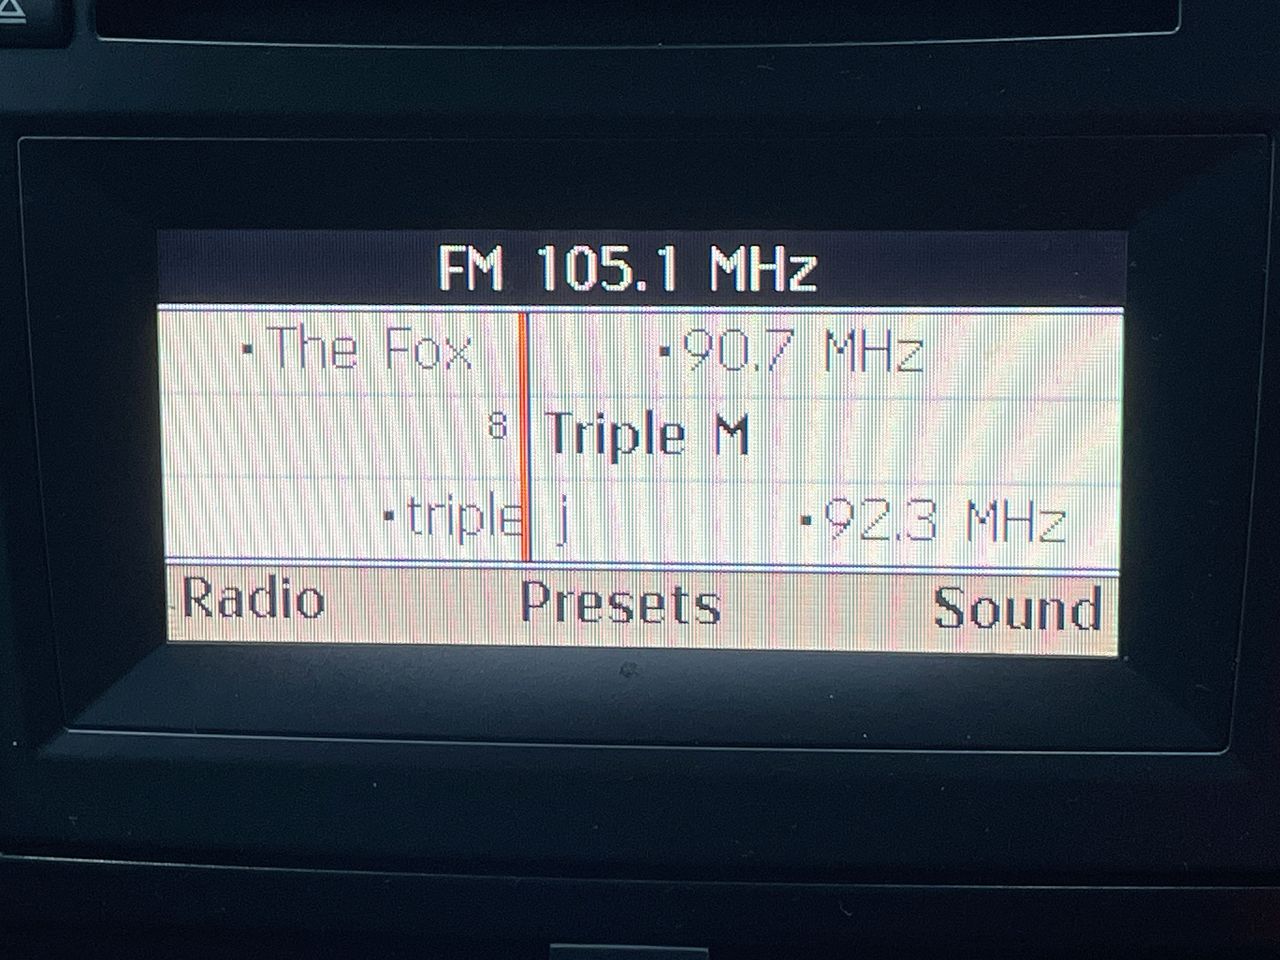 FM 105.1 MHz
▪The Fox ▪90.7 MHz
8 Triple M
▪triple j ▪92.3 MHz
Radio Presets Sound